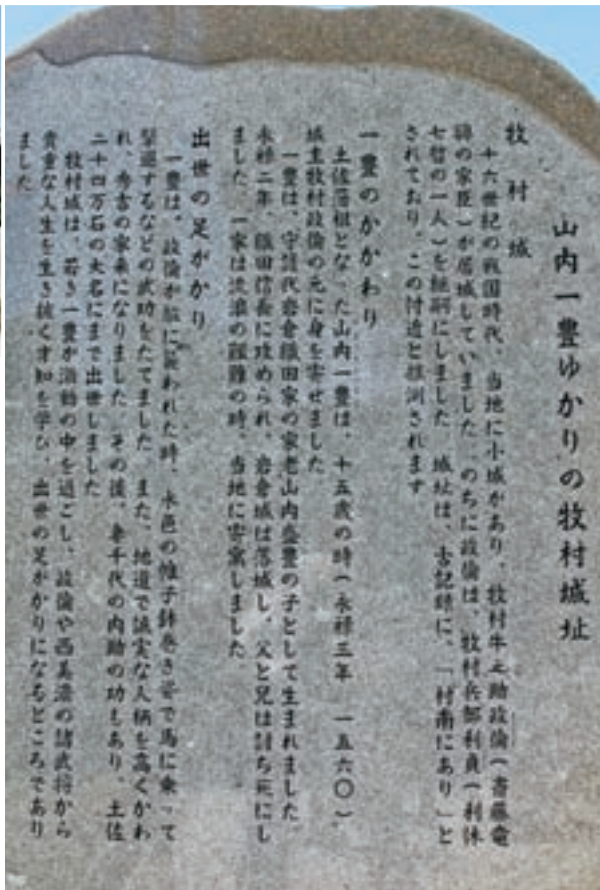 山内一豊ゆかりの牧村城址
牧村城
十六世紀の戦国時代、当地に小城があり、牧村牛之助政倫(斎藤竜
の家臣)が居城していました のちに政倫は、牧村兵部利貞(利休
七哲の一人)を継嗣にしました 城址は、古記録に、「村南にあり」と
されており、この付近と推測されます
一豊のかかわり
土佐藩祖となった山内一豊は、十五歳の時(永禄三年 一五六〇)
城主牧村政倫の元に身を寄せました
一豊は、守護代岩倉織田家の家老山内盛豊の子として生まれました
永禄二年、織田信長に攻められ、岩倉城は落城し、父と兄は討ち死にし
ました 一家は流浪の艱難の時、当地に寄寓しました
出世の足がかり
一豊は、政倫が敵に襲われた時、水色の帷子鉢巻き姿で馬に乗って
撃退するなどの武功をたてました また、地道で誠実な人柄を高くかわ
れ、秀吉の家来になりました その後、妻千代の内助の功もあり、土佐
二十四万石の大名にまで出世しました
牧村城は、若き一豊が激動の中を過ごし、政倫や西美濃の諸武将から
貴重な人生を生き抜く才知を学び、出世の足がかりになるところであり
ました